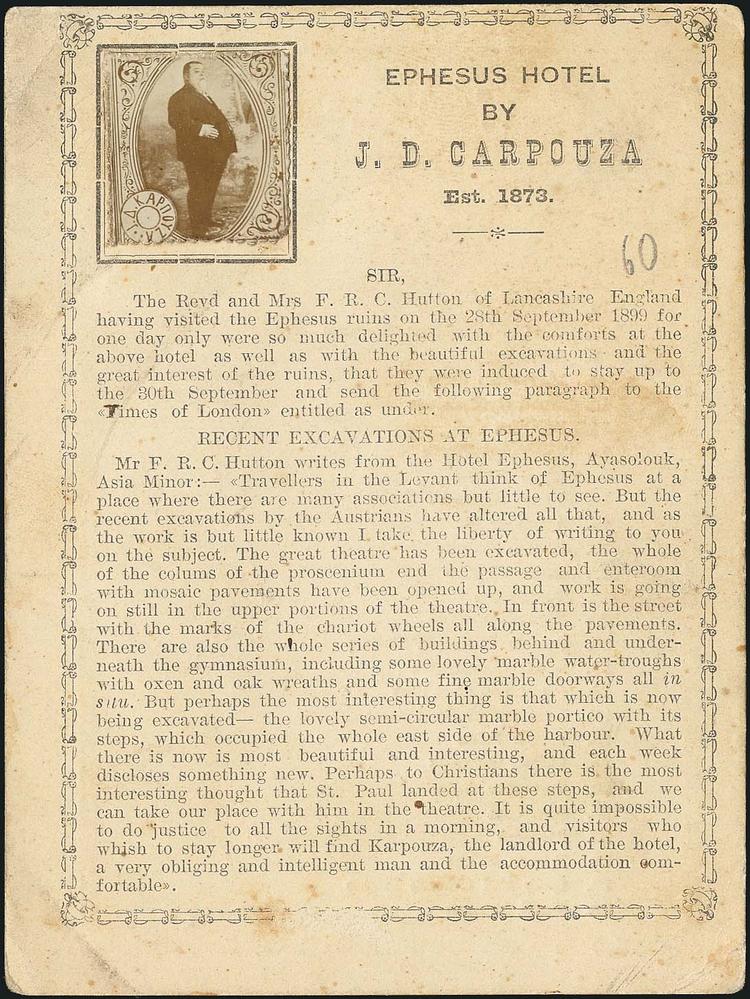 EPHESUS HOTEL
BY
J. D. CARPOUZA
Est. 1873.
Ι. Δ. ΚΑΡΠΟΥΖΑ
60
SIR,
The Revd and Mrs F. R. C. Hutton of Lancashire England
having visited the Ephesus ruins on the 28th September 1899 for
one day only were so much delighted with the comforts at the
above hotel as well as with the beautiful excavations and the
great interest of the ruins, that they were induced to stay up to
the 30th September and send the following paragraph to the
«Times of London» entitled as under.
RECENT EXCAVATIONS AT EPHESUS.
Mr F. R. C. Hutton writes from the Hotel Ephesus, Ayasolouk,
Asia Minor:— «Travellers in the Levant think of Ephesus at a
place where there are many associations but little to see. But the
recent excavations by the Austrians have altered all that, and as
the work is but little known I take the liberty of writing to you
on the subject. The great theatre has been excavated, the whole
of the colums of the proscenium end the passage and enteroom
with mosaic pavements have been opened up, and work is going
on still in the upper portions of the theatre. In front is the street
with the marks of the chariot wheels all along the pavements.
There are also the whole series of buildings behind and under-
neath the gymnasium, including some lovely marble water-troughs
with oxen and oak wreaths and some fine marble doorways all in
situ. But perhaps the most interesting thing is that which is now
being excavated— the lovely semi-circular marble portico with its
steps, which occupied the whole east side of the harbour. What
there is now is most beautiful and interesting, and each week
discloses something new. Perhaps to Christians there is the most
interesting thought that St. Paul landed at these steps, and we
can take our place with him in the theatre. It is quite impossible
to do justice to all the sights in a morning, and visitors who
whish to stay longer will find Karpouza, the landlord of the hotel,
a very obliging and intelligent man and the accommodation com-
fortable».